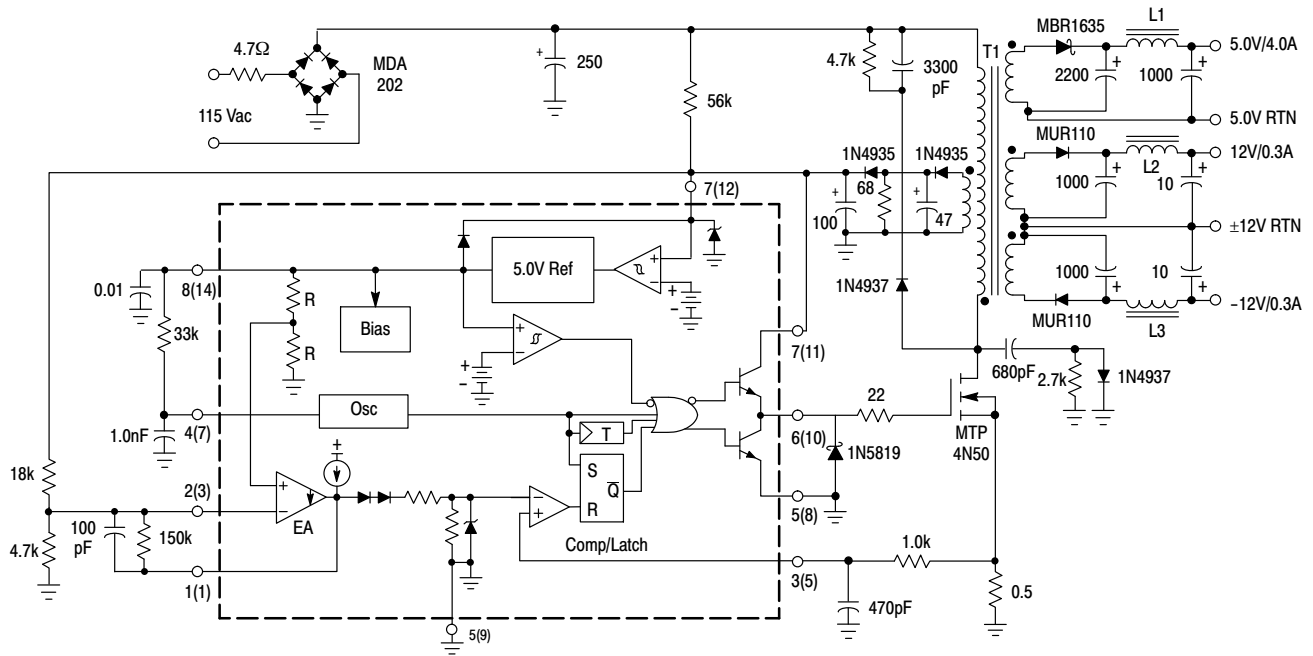 4.7Ω
MDA
202
115 Vac
+
250
56k
4.7k
3300
pF
T1
MBR1635
L1
5.0V/4.0A
+
2200
+
1000
5.0V RTN
MUR110
12V/0.3A
L2
+
1000
+
10
±12V RTN
1000
+
10
+
MUR110
L3
−12V/0.3A
1N4935
1N4935
+
100
68
+
47
1N4937
7(12)
5.0V Ref
+
−
+
−
0.01
8(14)
R
R
Bias
33k
+
−
+
−
7(11)
680pF
2.7k
1N4937
Osc
4(7)
1.0nF
T
22
6(10)
MTP
4N50
1N5819
18k
2(3)
+
+
−
EA
S
Q
R
−
+
5(8)
100
pF
150k
4.7k
1(1)
Comp/Latch
1.0k
3(5)
0.5
470pF
5(9)